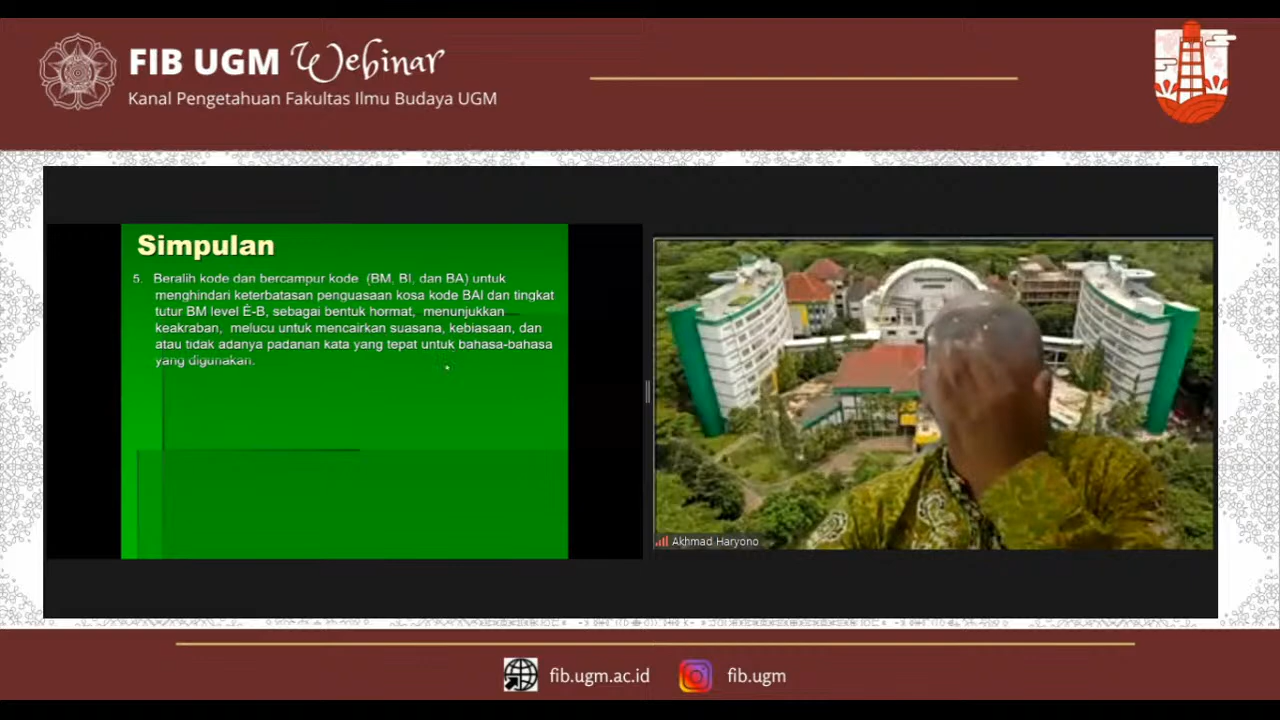 FIB UGM Webinar
Kanal Pengetahuan Fakultas Ilmu Budaya UGM
Simpulan
5. Beralih kode dan bercampur kode (BM, BI, dan BA) untuk
menghindari keterbatasan penguasaan kosa kode BAI dan tingkat
tutur BM level É-B, sebagai bentuk hormat, menunjukkan
keakraban, melucu untuk mencairkan suasana, kebiasaan, dan
atau tidak adanya padanan kata yang tepat untuk bahasa-bahasa
yang digunakan.
Akhmad Haryono
fib.ugm.ac.id
fib.ugm